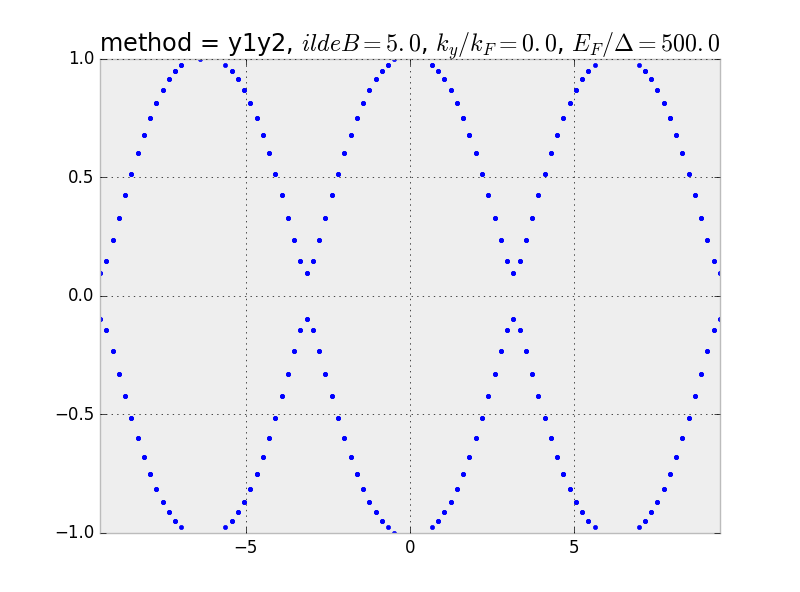 method = y1y2, ildeB = 5.0, k_y/k_F = 0.0, E_F/Δ = 500.0
1.0
0.5
0.0
−0.5
−1.0
−5 0 5